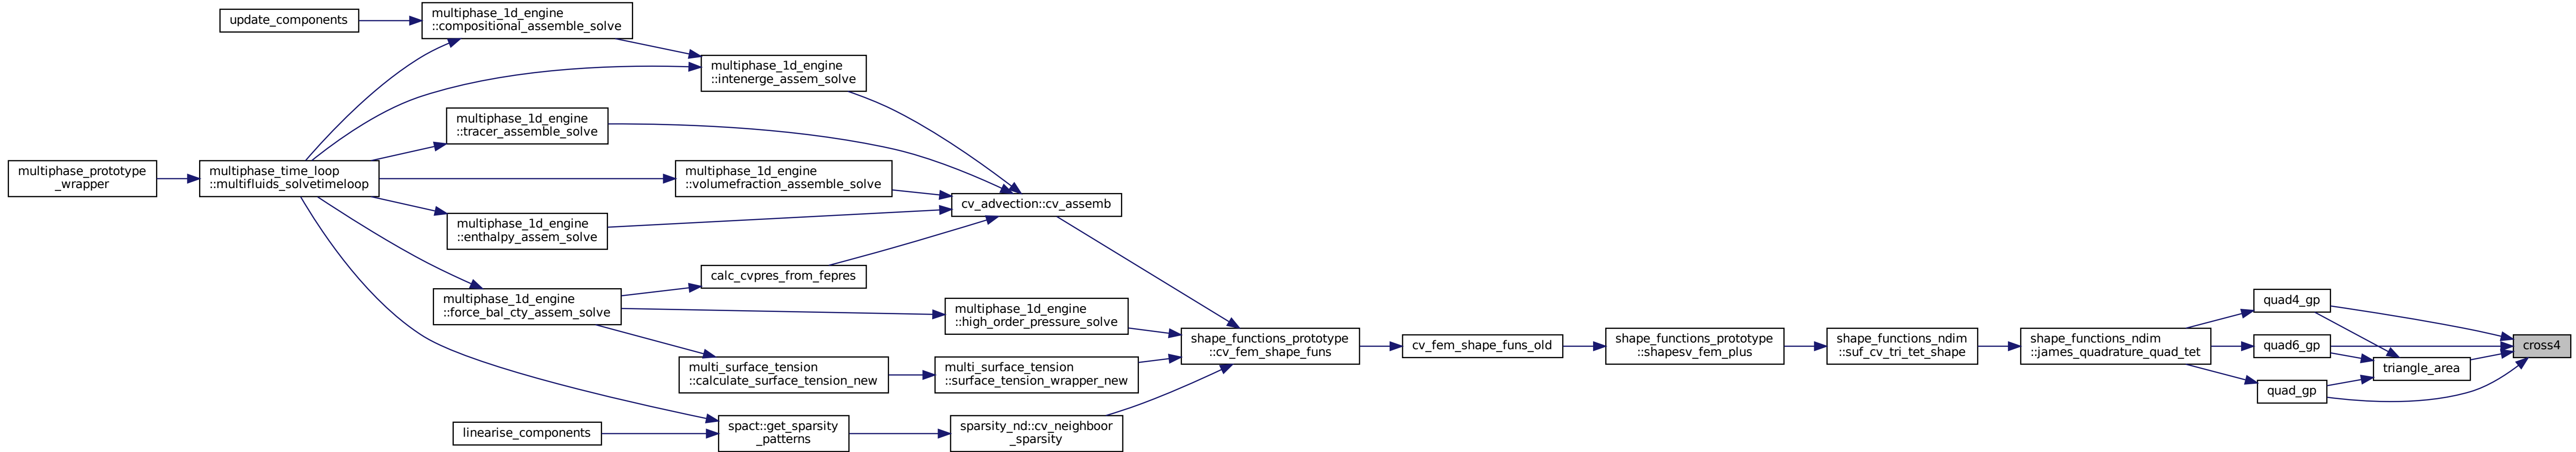 update_components
multiphase_1d_engine
::compositional_assemble_solve
multiphase_1d_engine
::intenerge_assem_solve
multiphase_1d_engine
::tracer_assemble_solve
multiphase_prototype
_wrapper
multiphase_time_loop
::multifluids_solvetimeloop
multiphase_1d_engine
::volumefraction_assemble_solve
cv_advection::cv_assemb
multiphase_1d_engine
::enthalpy_assem_solve
calc_cvpres_from_fepres
multiphase_1d_engine
::force_bal_cty_assem_solve
multiphase_1d_engine
::high_order_pressure_solve
multi_surface_tension
::calculate_surface_tension_new
multi_surface_tension
::surface_tension_wrapper_new
shape_functions_prototype
::cv_fem_shape_funs
cv_fem_shape_funs_old
shape_functions_prototype
::shapesv_fem_plus
shape_functions_ndim
::suf_cv_tri_tet_shape
shape_functions_ndim
::james_quadrature_quad_tet
quad4_gp
quad6_gp
quad_gp
triangle_area
cross4
linearise_components
spact::get_sparsity
_patterns
sparsity_nd::cv_neighboor
_sparsity